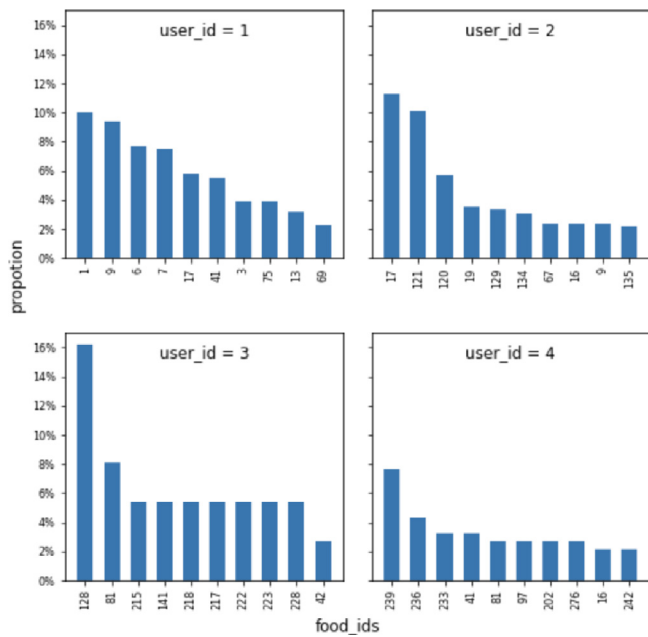 user_id = 1
16%
14%
12%
10%
8%
6%
4%
2%
0%
1 9 6 7 17 41 3 75 13 69
user_id = 2
17 121 120 19 129 134 67 16 9 135
propotion
user_id = 3
16%
14%
12%
10%
8%
6%
4%
2%
0%
128 81 215 141 218 217 222 223 228 42
user_id = 4
239 236 233 41 81 97 202 276 16 242
food_ids